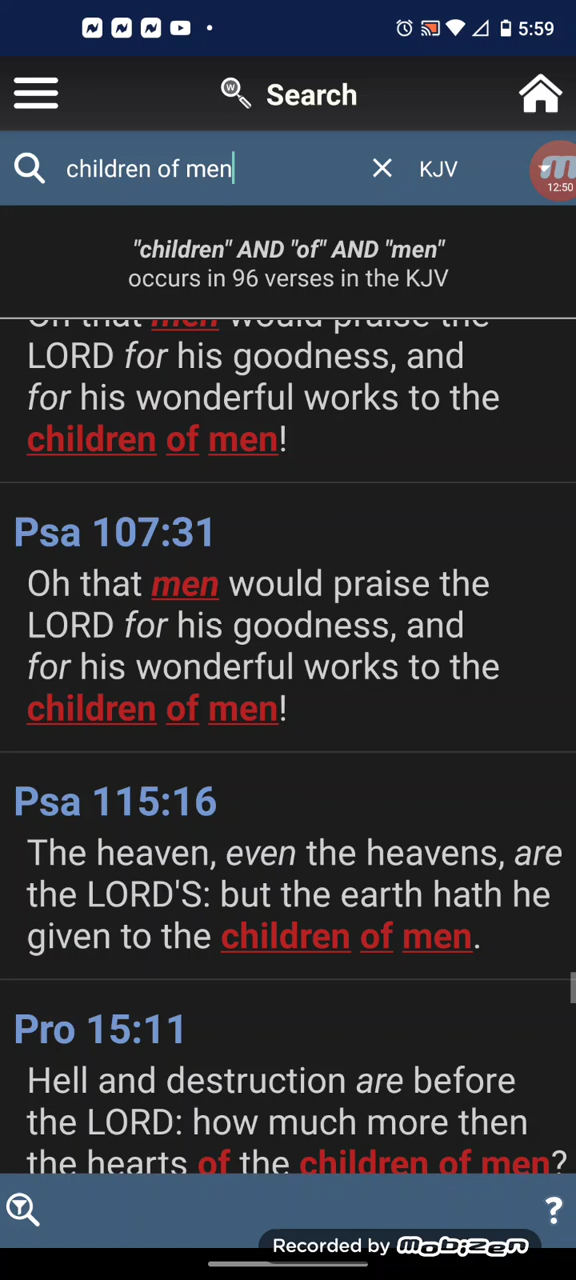 5:59
Search
children of men
KJV
12:50
"children" AND "of" AND "men"
occurs in 96 verses in the KJV
Oh that men would praise the
LORD for his goodness, and
for his wonderful works to the
children of men!
Psa 107:31
Oh that men would praise the
LORD for his goodness, and
for his wonderful works to the
children of men!
Psa 115:16
The heaven, even the heavens, are
the LORD'S: but the earth hath he
given to the children of men.
Pro 15:11
Hell and destruction are before
the LORD: how much more then
the hearts of the children of men?
?
Recorded by mobizen